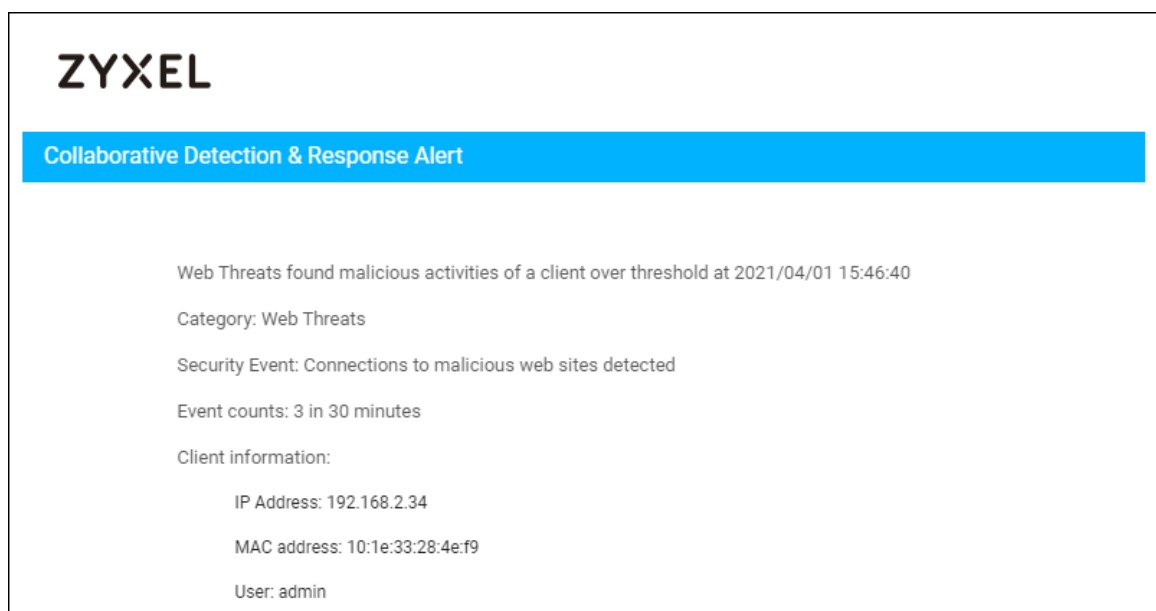 ZYXEL
Collaborative Detection & Response Alert
Web Threats found malicious activities of a client over threshold at 2021/04/01 15:46:40
Category: Web Threats
Security Event: Connections to malicious web sites detected
Event counts: 3 in 30 minutes
Client information:
IP Address: 192.168.2.34
MAC address: 10:1e:33:28:4e:f9
User: admin